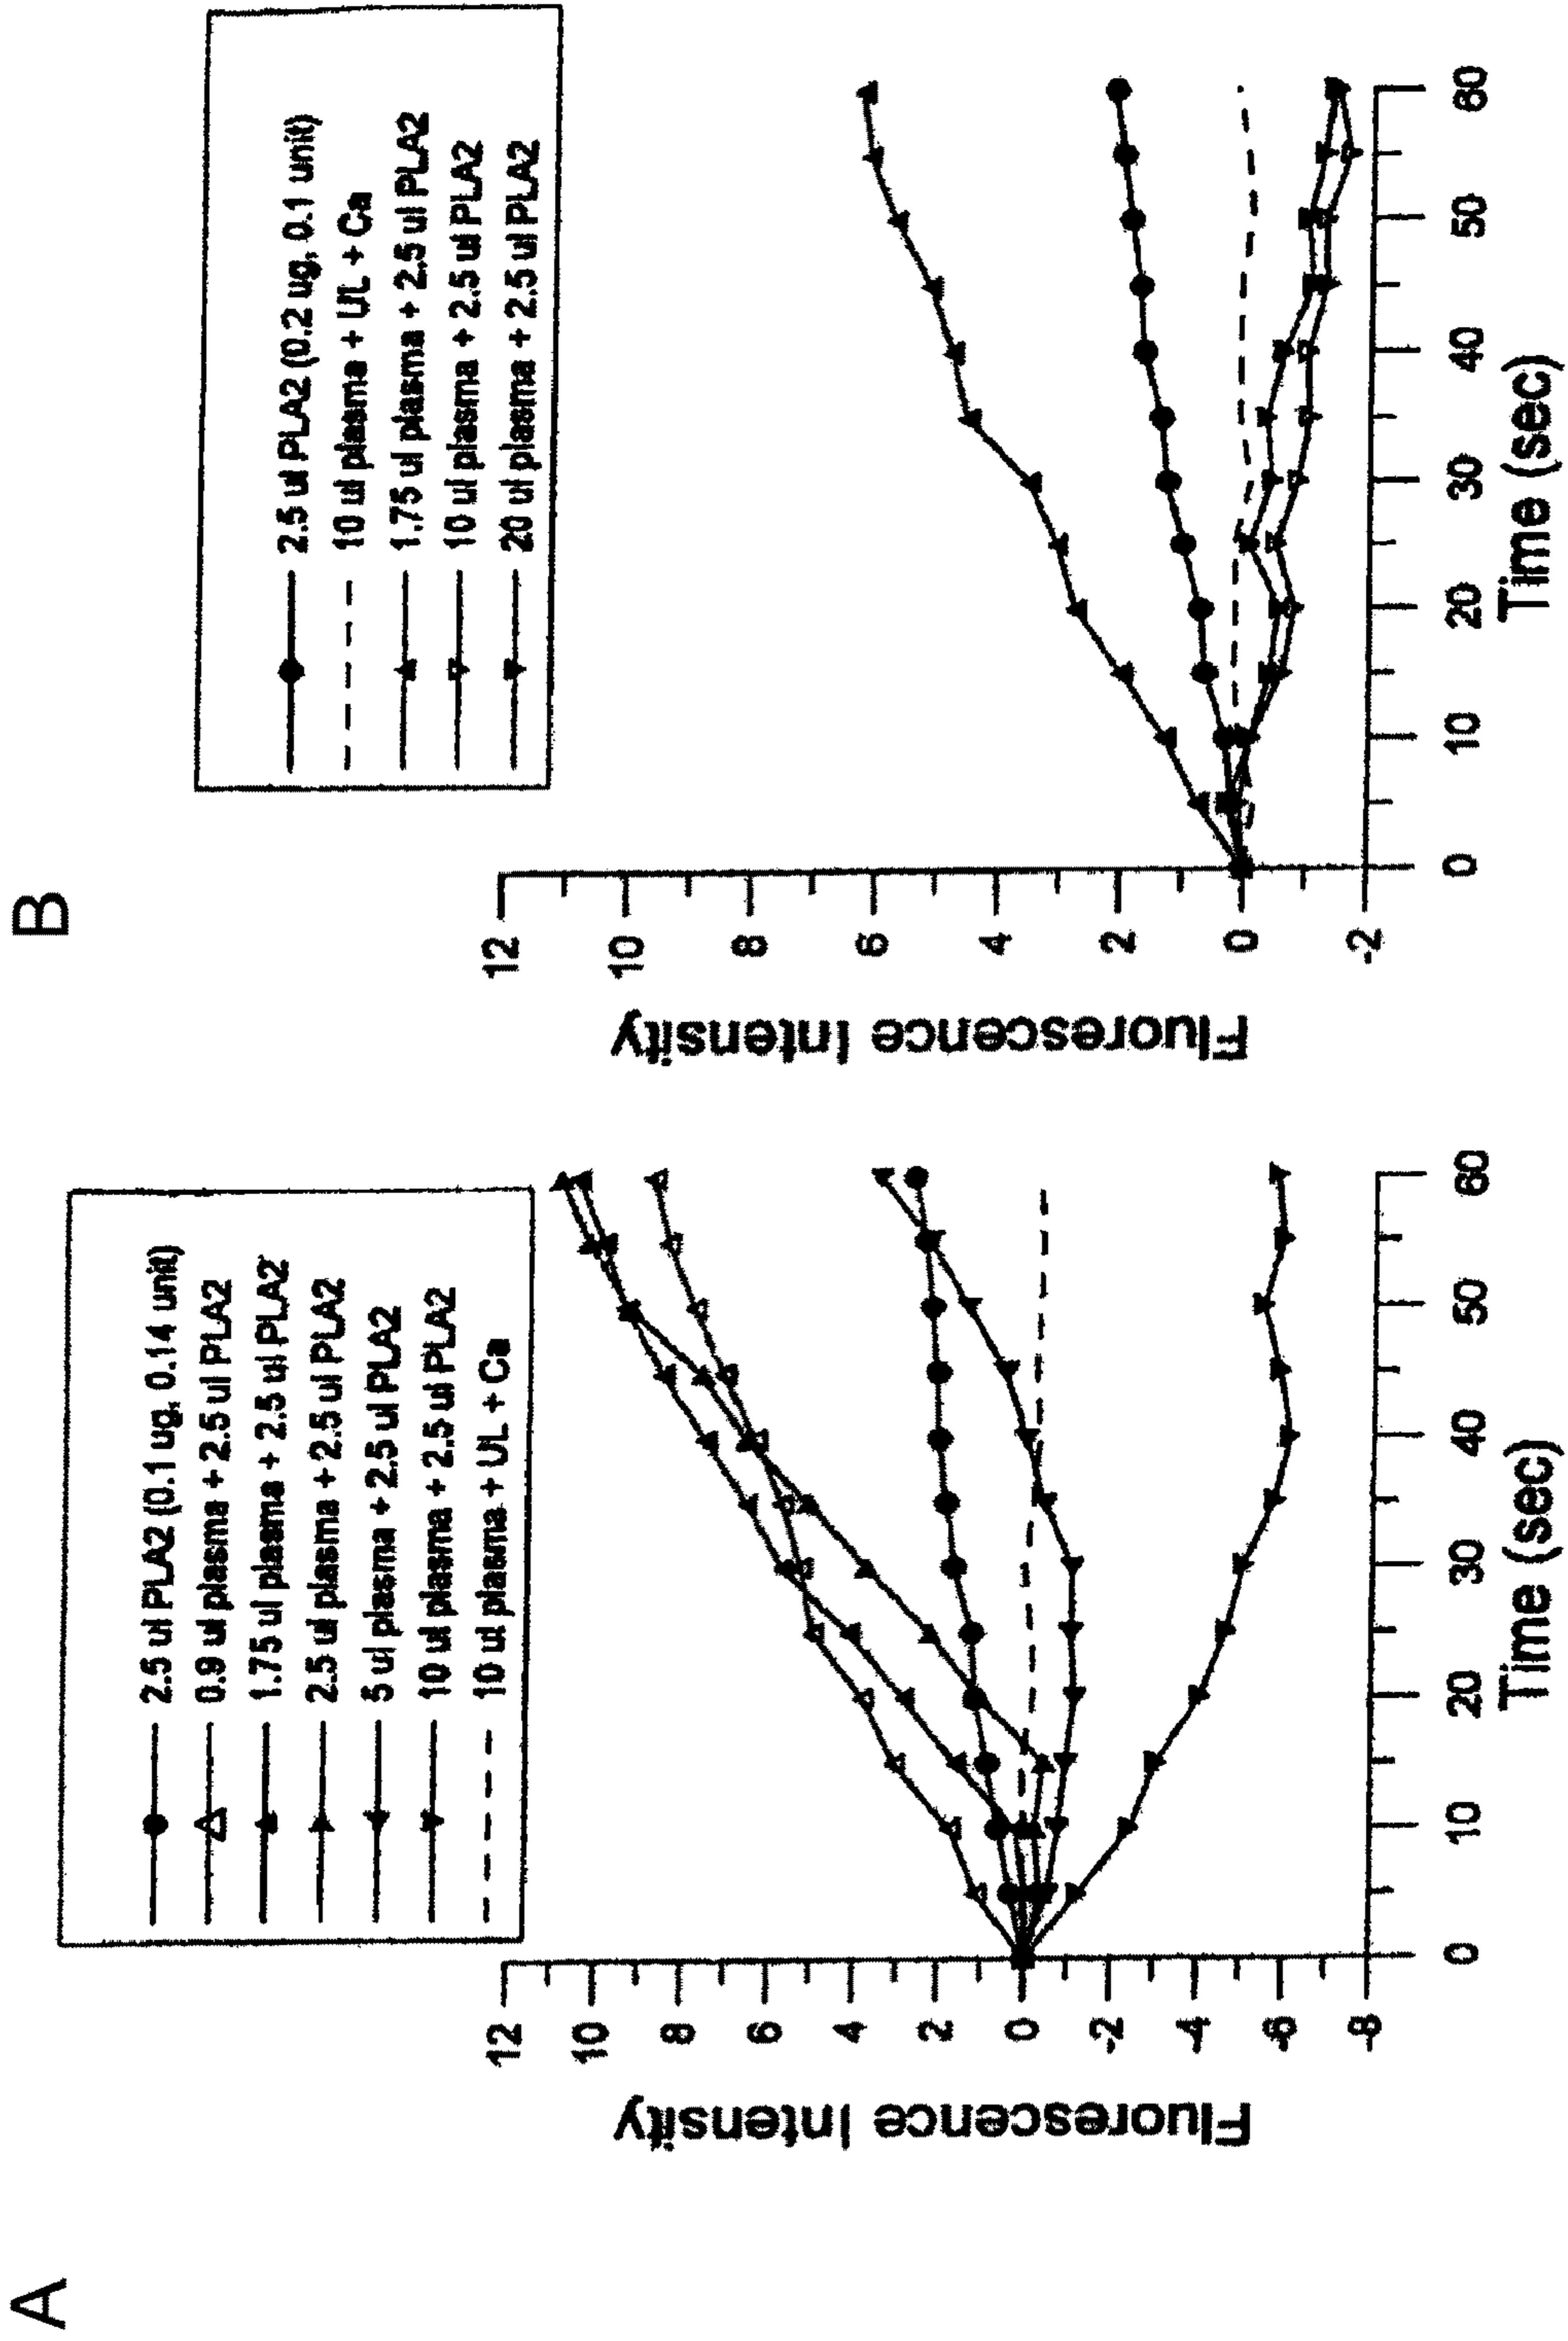 A
2.5 ul PLA2 (0.1 ug, 0.14 unit)
0.9 ul plasma + 2.5 ul PLA2
1.75 ul plasma + 2.5 ul PLA2
2.5 ul plasma + 2.5 ul PLA2
5 ul plasma + 2.5 ul PLA2
10 ul plasma + 2.5 ul PLA2
10 ul plasma + UL + Ca
Fluorescence Intensity
12
10
8
6
4
2
0
-2
-4
-6
-8
0 10 20 30 40 50 60
Time (sec)
B
2.5 ul PLA2 (0.2 ug, 0.1 unit)
10 ul plasma + UL + Ca
1.75 ul plasma + 2.5 ul PLA2
10 ul plasma + 2.5 ul PLA2
20 ul plasma + 2.5 ul PLA2
Fluorescence Intensity
12
10
8
6
4
2
0
-2
0 10 20 30 40 50 60
Time (sec)